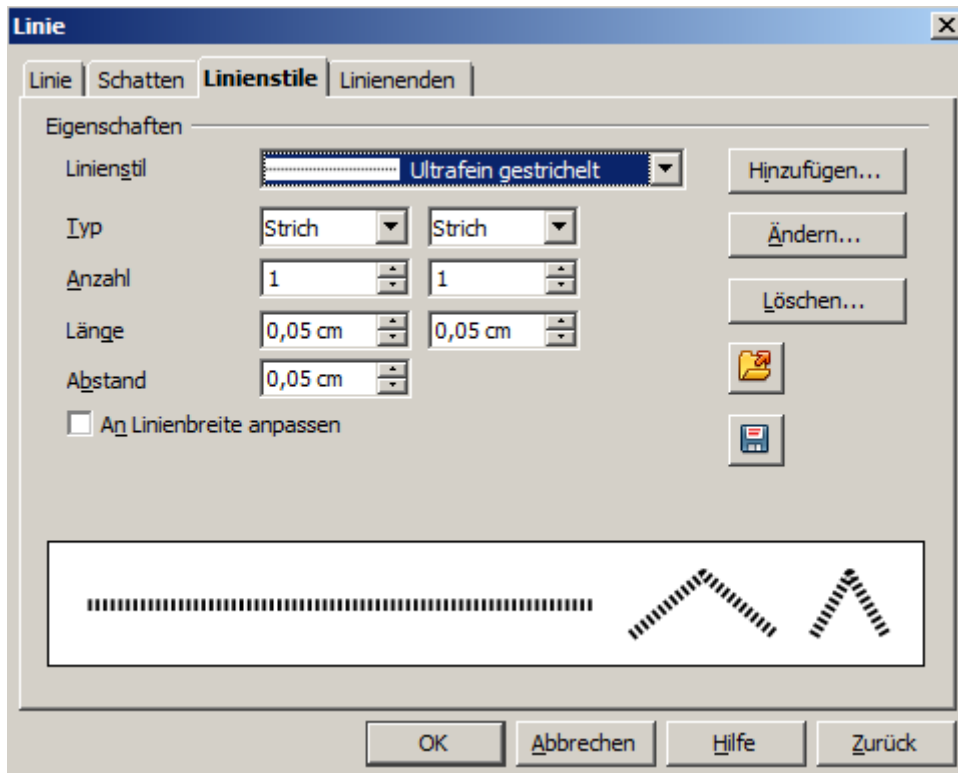 Linie
Linie Schatten Linienstile Linienenden
Eigenschaften
Linienstil Ultrafein gestrichelt Hinzufügen...
Typ Strich Strich Ändern...
Anzahl 1 1
Löschen...
Länge 0,05 cm 0,05 cm
Abstand 0,05 cm
An Linienbreite anpassen
OK Abbrechen Hilfe Zurück